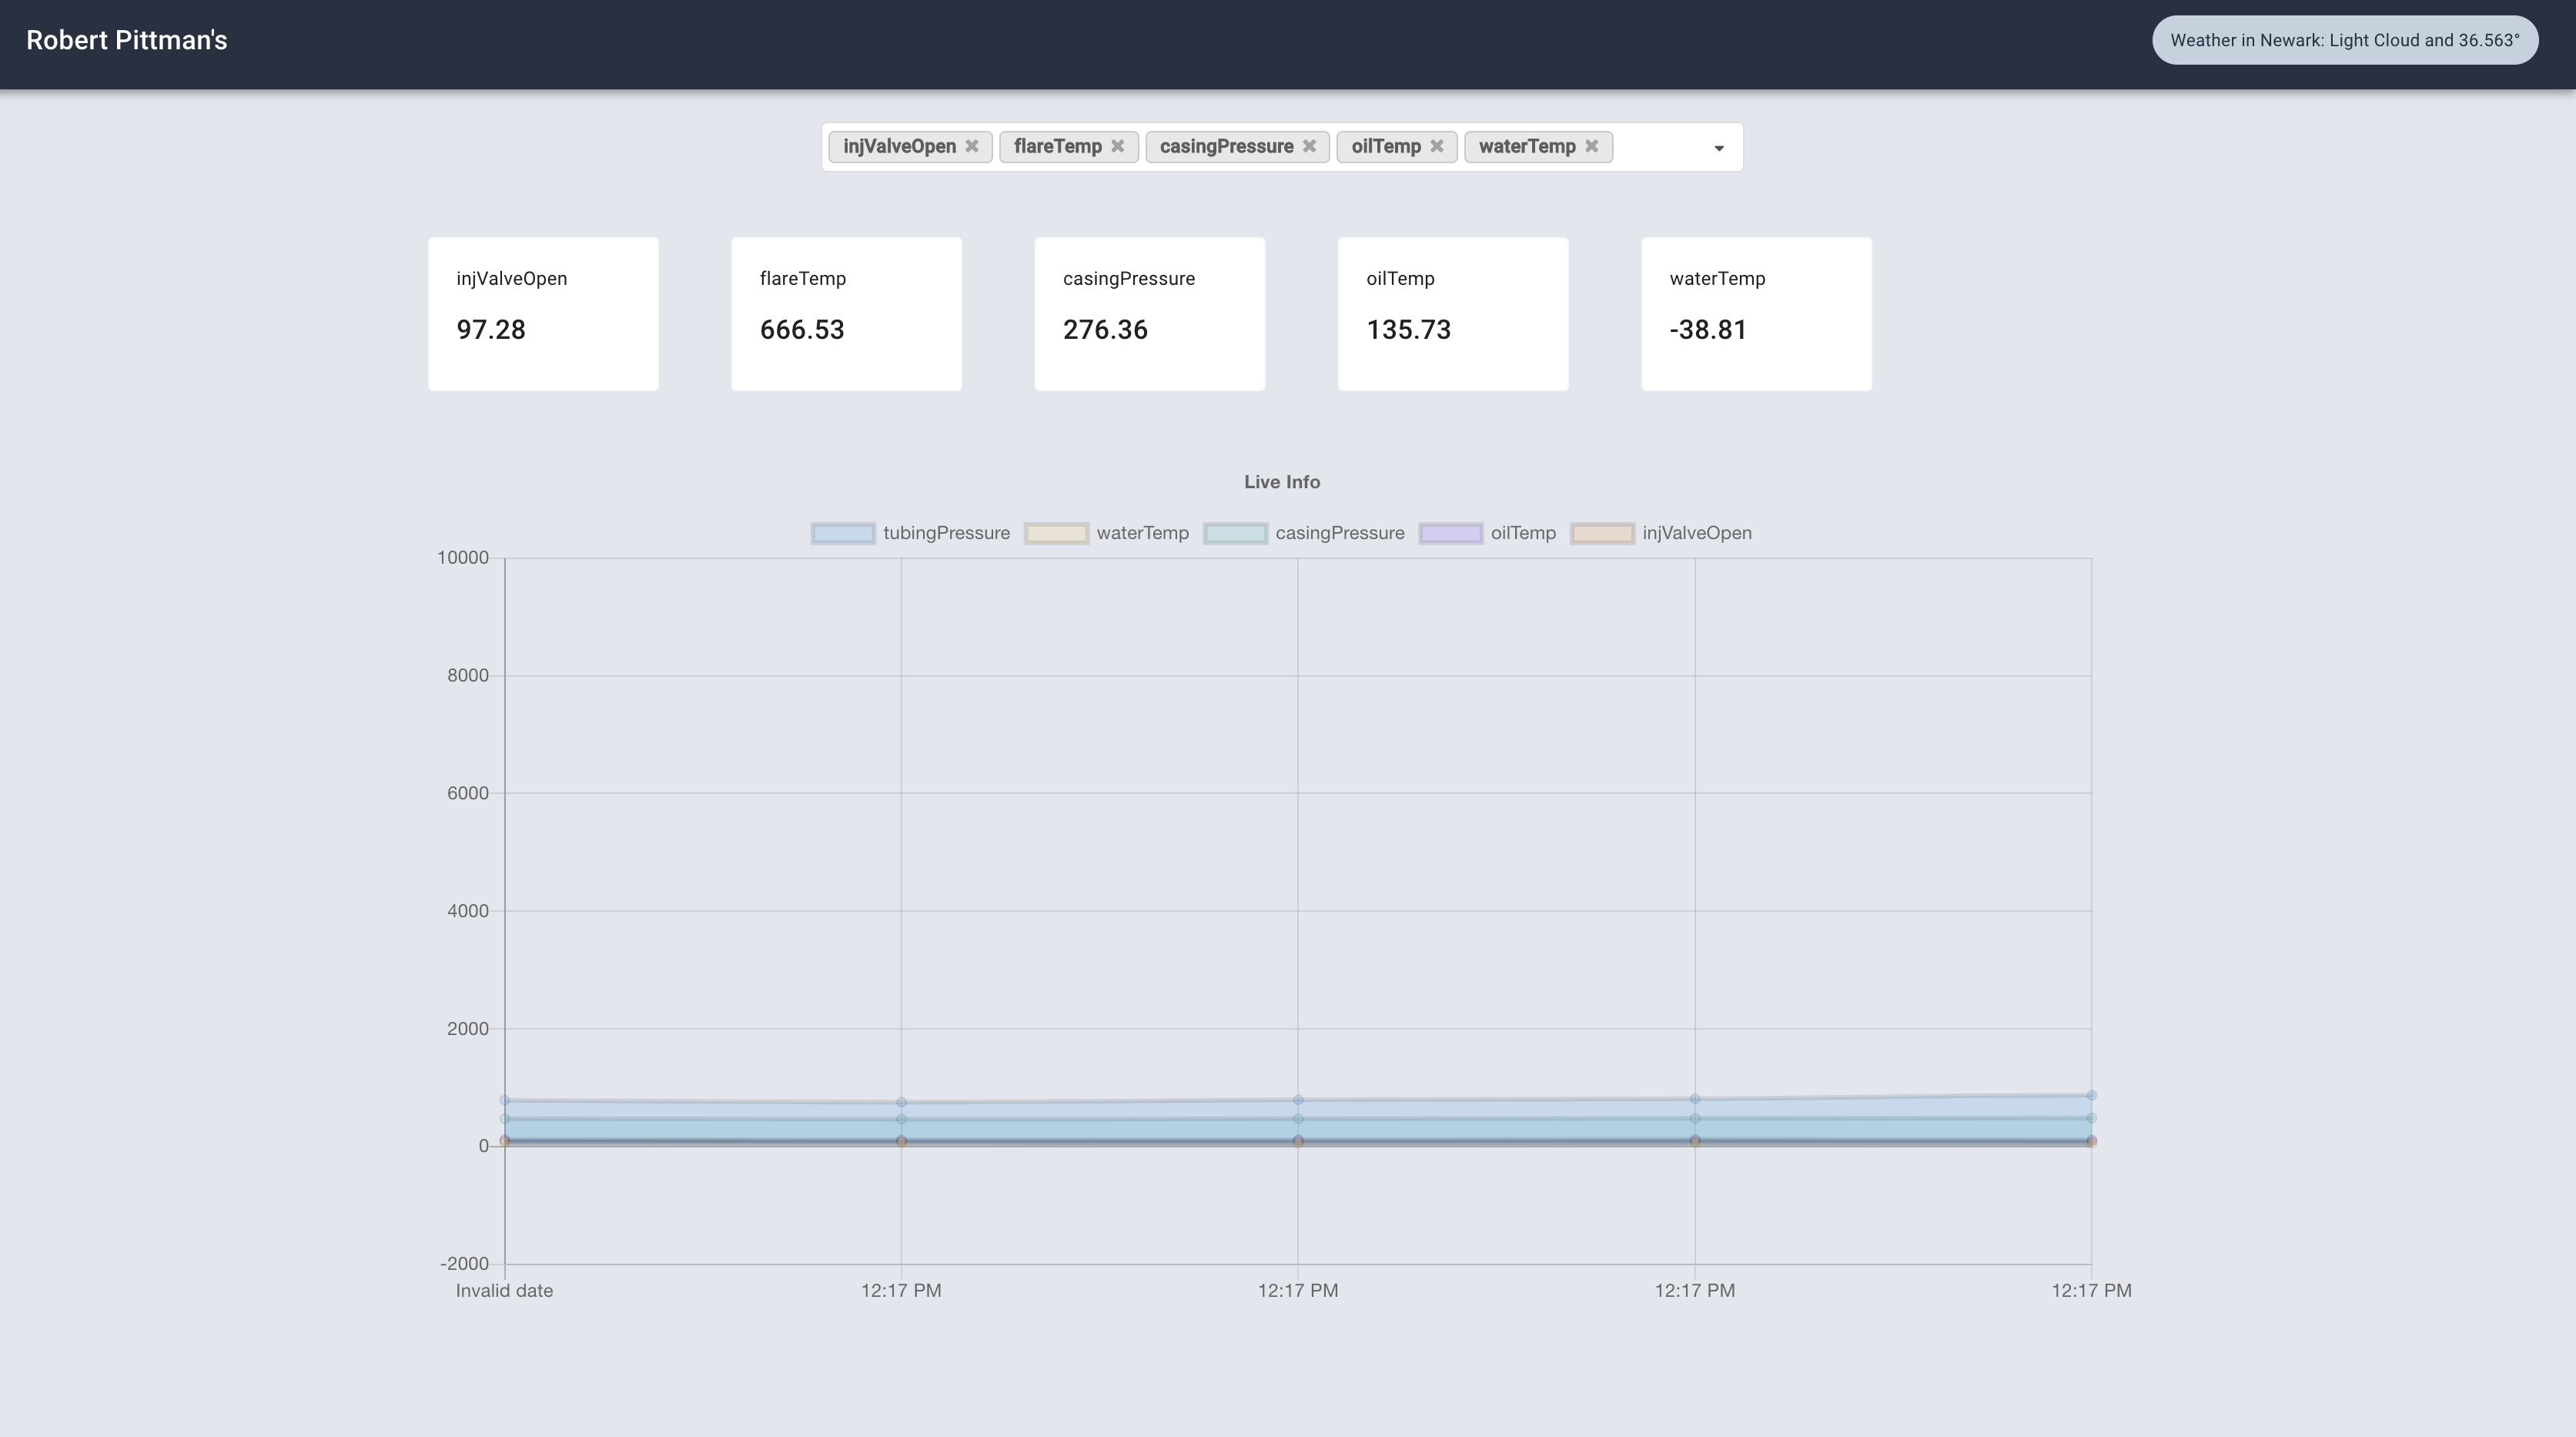 Robert Pittman's
Weather in Newark: Light Cloud and 36.563°
injValveOpen flareTemp casingPressure oilTemp waterTemp
injValveOpen flareTemp casingPressure oilTemp waterTemp
97.28 666.53 276.36 135.73 -38.81
Live Info
tubingPressure waterTemp casingPressure oilTemp injValveOpen
10000
8000
6000
4000
2000
0
-2000
Invalid date 12:17 PM 12:17 PM 12:17 PM 12:17 PM